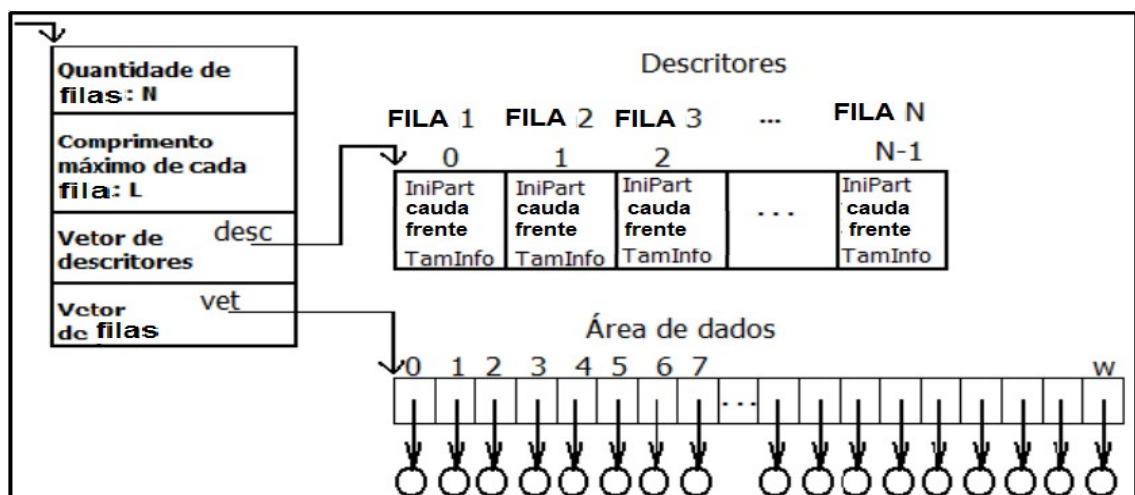 Quantidade de
filas: N
Comprimento
máximo de cada
fila: L
Vetor de desc
descritores
Vetor vet
de filas
Descritores
FILA 1 FILA 2 FILA 3 ... FILA N
0 1 2 N-1
IniPart IniPart IniPart IniPart
cauda cauda cauda ... cauda
frente frente frente frente
TamInfo TamInfo TamInfo TamInfo
Área de dados
0 1 2 3 4 5 6 7 w
...